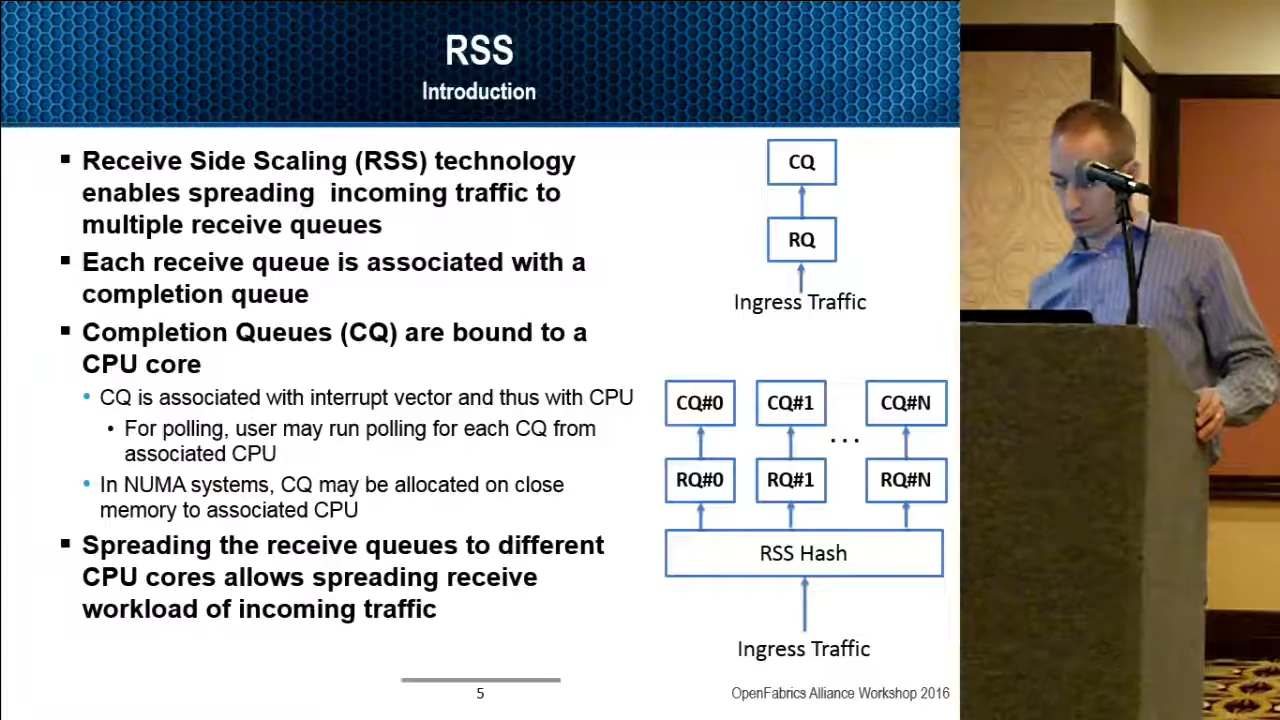 RSS
Introduction
▪ Receive Side Scaling (RSS) technology
enables spreading  incoming traffic to
multiple receive queues
▪ Each receive queue is associated with a
completion queue
▪ Completion Queues (CQ) are bound to a
CPU core
• CQ is associated with interrupt vector and thus with CPU
• For polling, user may run polling for each CQ from
associated CPU
• In NUMA systems, CQ may be allocated on close
memory to associated CPU
▪ Spreading the receive queues to different
CPU cores allows spreading receive
workload of incoming traffic
CQ
RQ
Ingress Traffic
CQ#0 CQ#1 CQ#N
...
RQ#0 RQ#1 RQ#N
RSS Hash
Ingress Traffic
5
OpenFabrics Alliance Workshop 2016